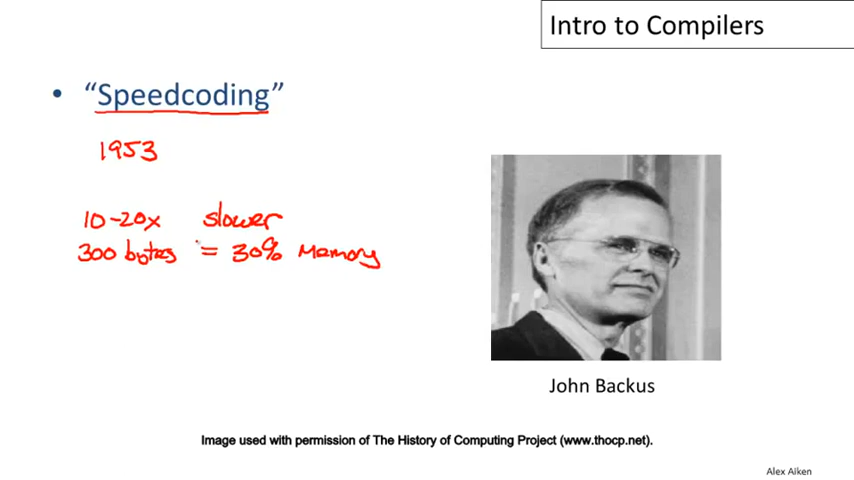 Intro to Compilers
• “Speedcoding”
1953
10-20x slower
300 bytes = 30% Memory
John Backus
Image used with permission of The History of Computing Project (www.thocp.net).
Alex Aiken